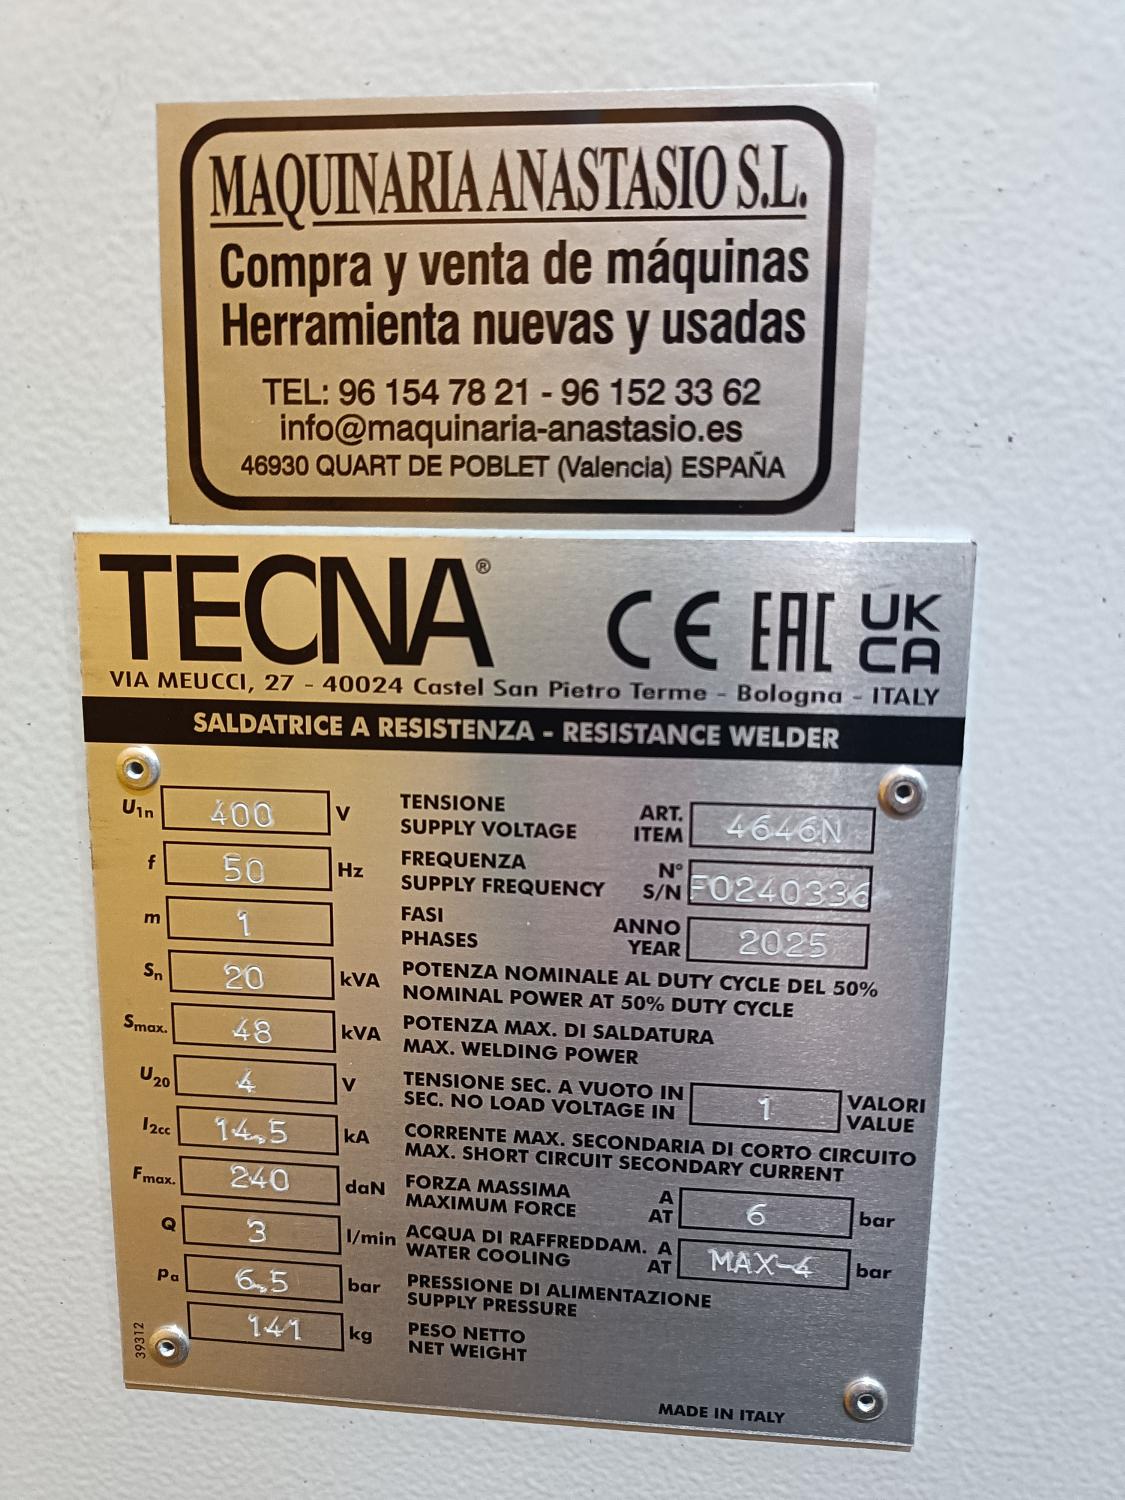 MAQUINARIA ANASTASIO S.L.
Compra y venta de máquinas
Herramienta nuevas y usadas
TEL: 96 154 78 21 - 96 152 33 62
info@maquinaria-anastasio.es
46930 QUART DE POBLET (Valencia) ESPAÑA
TECNA® CE EAC UK CA
VIA MEUCCI, 27 - 40024 Castel San Pietro Terme - Bologna - ITALY
SALDATRICE A RESISTENZA - RESISTANCE WELDER
U1n 400 V TENSIONE SUPPLY VOLTAGE ART. ITEM 4646N
f 50 Hz FREQUENZA SUPPLY FREQUENCY N° S/N F0240336
m 1 FASI PHASES ANNO YEAR 2025
Sn 20 kVA POTENZA NOMINALE AL DUTY CYCLE DEL 50%
NOMINAL POWER AT 50% DUTY CYCLE
Smax. 48 kVA POTENZA MAX. DI SALDATURA
MAX. WELDING POWER
U20 4 V TENSIONE SEC. A VUOTO IN
SEC. NO LOAD VOLTAGE IN 1 VALORI VALUE
I2cc 14.5 kA CORRENTE MAX. SECONDARIA DI CORTO CIRCUITO
MAX. SHORT CIRCUIT SECONDARY CURRENT
Fmax. 240 daN FORZA MASSIMA MAXIMUM FORCE A AT 6 bar
Q 3 l/min ACQUA DI RAFFREDDAM. WATER COOLING A AT MAX-4 bar
pa 6.5 bar PRESSIONE DI ALIMENTAZIONE
SUPPLY PRESSURE
141 kg PESO NETTO
NET WEIGHT
39312
MADE IN ITALY